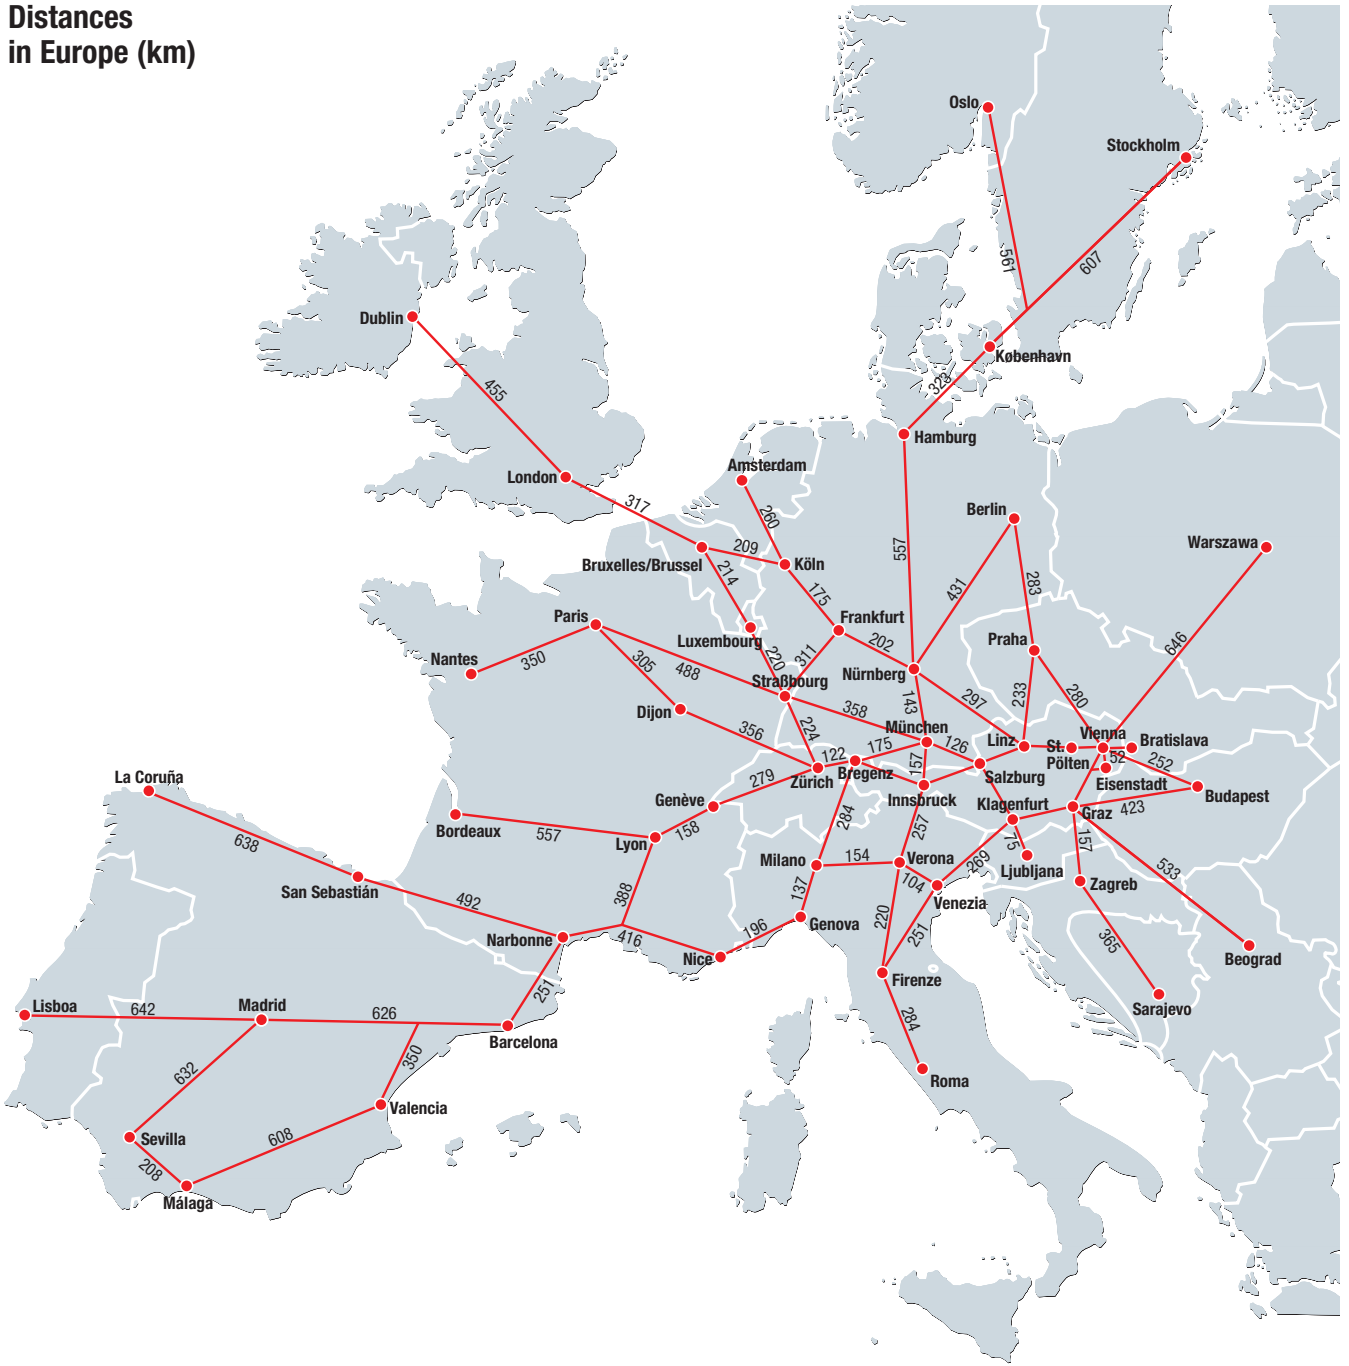 Distances
in Europe (km)
Oslo
Stockholm
561
607
Dublin
København
323
455
Hamburg
Amsterdam
London
317
260
Berlin
557
Warszawa
209
Bruxelles/Brussel
Köln
214
175
431
283
Paris
Frankfurt
Luxembourg
202
Praha
646
Nantes
350
305
488
220
311
Nürnberg
Straßbourg
143
297
233
280
Dijon
358
356
224
München
Linz
St.
Pölten
Vienna
Bratislava
122
175
126
52
252
La Coruña
279
Zürich
Bregenz
157
Salzburg
Eisenstadt
Genève
Innsbruck
Klagenfurt
Budapest
Graz
423
Bordeaux
557
158
284
257
Lyon
638
154
Milano
Verona
269
75
157
533
Ljubljana
San Sebastián
388
137
104
Zagreb
492
Venezia
Narbonne
416
196
Genova
220
251
365
Nice
Beograd
251
Firenze
Lisboa
642
Madrid
626
Sarajevo
284
Barcelona
350
632
Roma
Valencia
Sevilla
608
208
Málaga